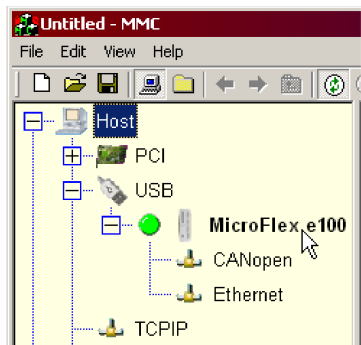 Untitled - MMC
File Edit View Help
Host
PCI
USB
MicroFlex e100
CANopen
Ethernet
TCPIP